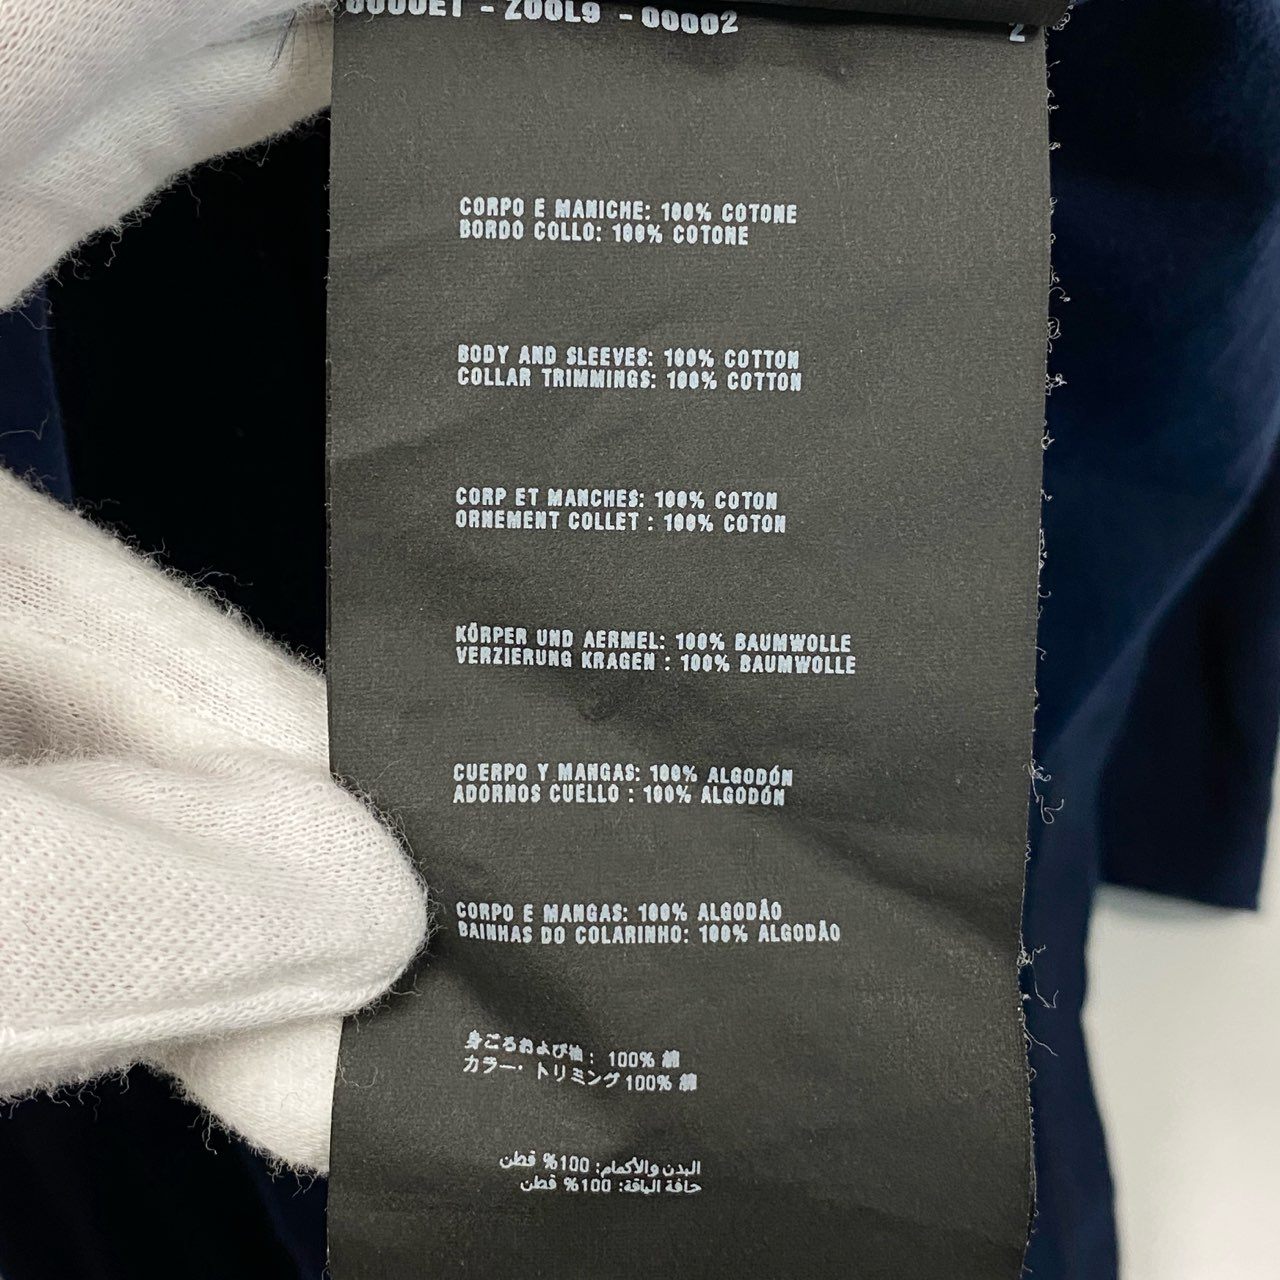 - Z00L9 - 00002
2
CORPO E MANICHE: 100% COTONE
BORDO COLLO: 100% COTONE
BODY AND SLEEVES: 100% COTTON
COLLAR TRIMMINGS: 100% COTTON
CORP ET MANCHES: 100% COTON
ORNEMENT COLLET : 100% COTON
KÖRPER UND AERMEL: 100% BAUMWOLLE
VERZIERUNG KRAGEN : 100% BAUMWOLLE
CUERPO Y MANGAS: 100% ALGODÓN
ADORNOS CUELLO : 100% ALGODÓN
CORPO E MANGAS: 100% ALGODÃO
BAINHAS DO COLARINHO: 100% ALGODÃO
身ごろおよび袖: 100% 綿
カラー・トリミング 100% 綿
البدن والأكمام: 100% قطن
حافة الياقة: 100% قطن